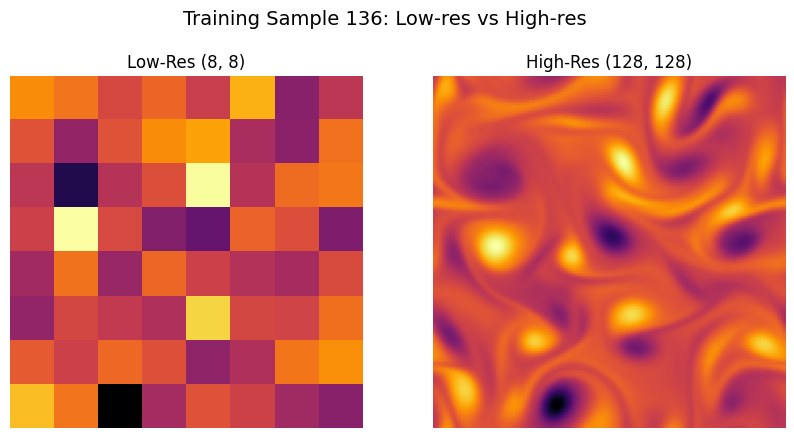 Training Sample 136: Low-res vs High-res
Low-Res (8, 8)
High-Res (128, 128)